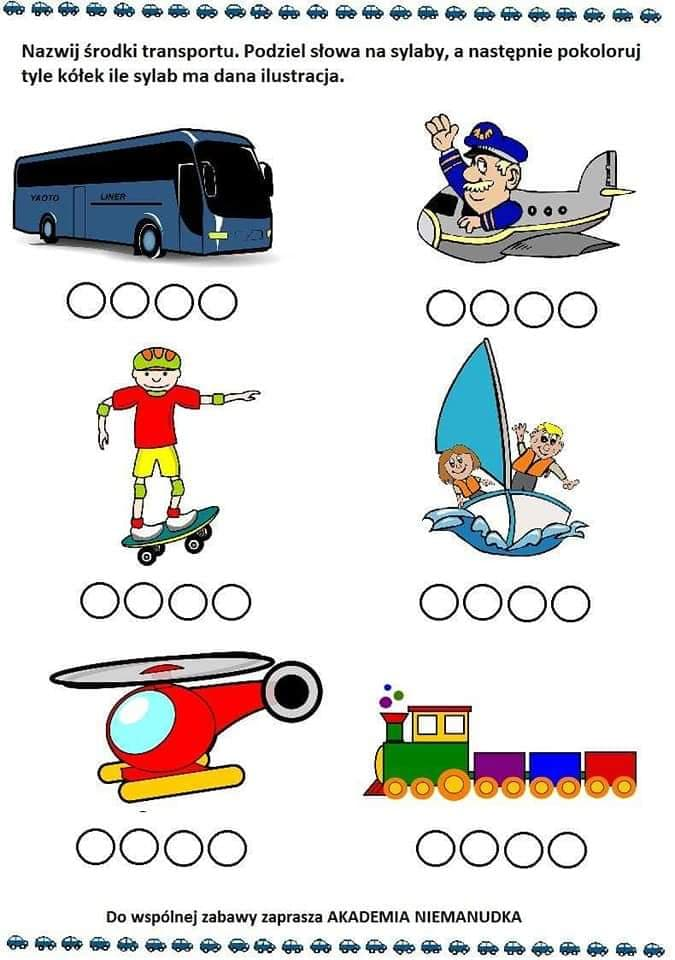 Nazwij środki transportu. Podziel słowa na sylaby, a następnie pokoloruj
tyle kółek ile sylab ma dana ilustracja.
YAOTO LINER
Do wspólnej zabawy zaprasza AKADEMIA NIEMANUDKA